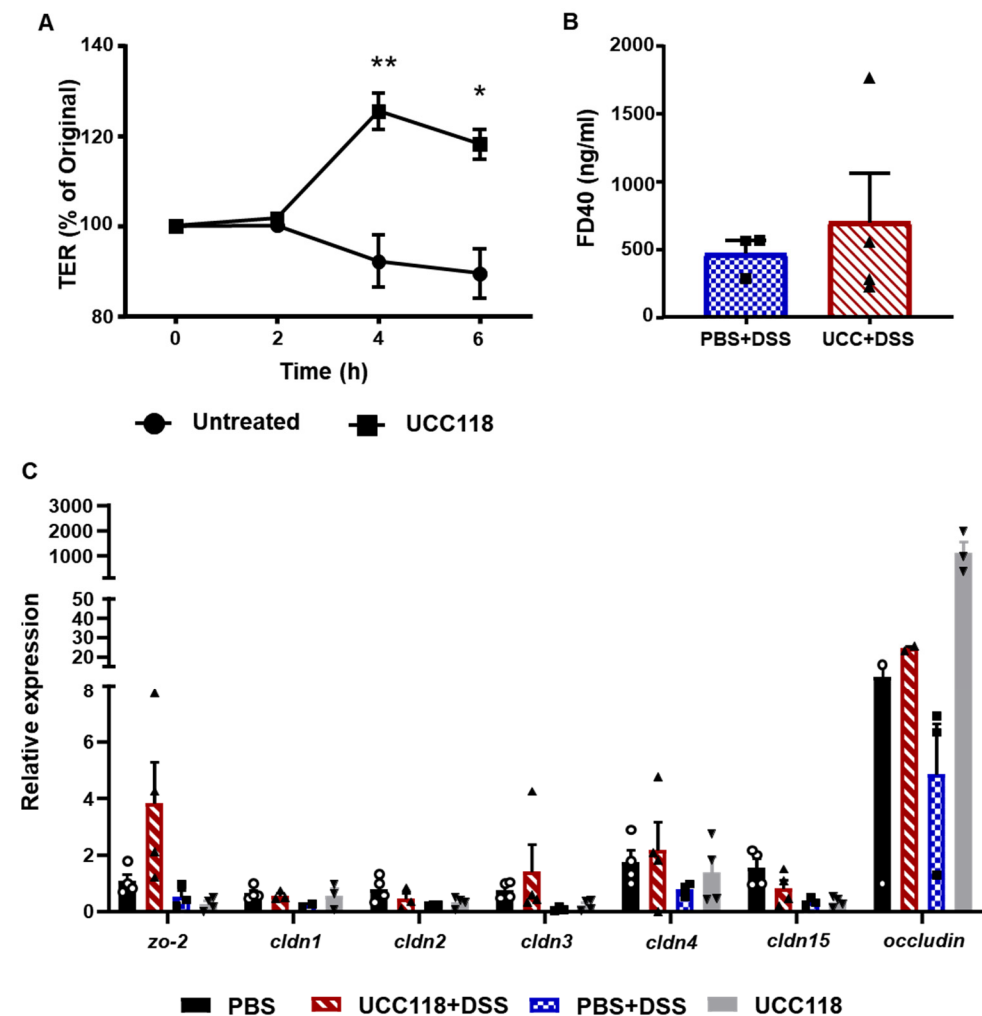 A
TER (% of Original)
140
120
100
80
** *
0 2 4 6
Time (h)
Untreated UCC118
B
FD40 (ng/ml)
2000
1500
1000
500
0
PBS+DSS UCC+DSS
C
Relative expression
3000
2000
1000
50
40
30
20
8
6
4
2
0
zo-2 cldn1 cldn2 cldn3 cldn4 cldn15 occludin
PBS UCC118+DSS PBS+DSS UCC118